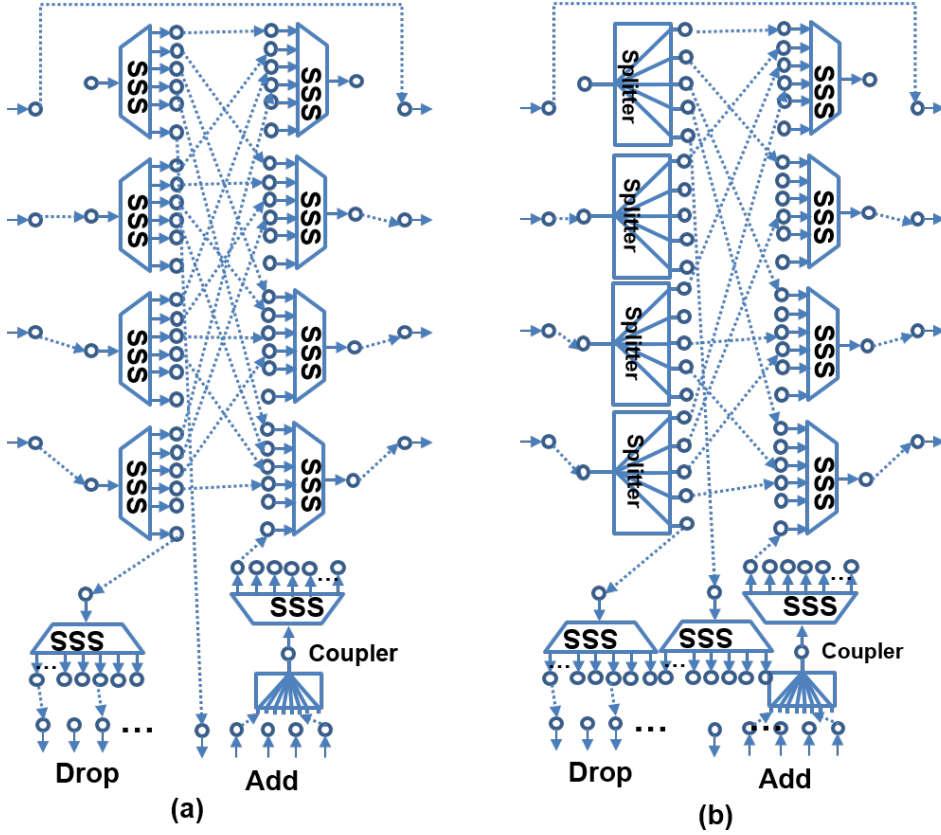 SSS SSS Splitter SSS
SSS SSS Splitter SSS
SSS SSS Splitter SSS
SSS SSS Splitter SSS
... ...
SSS SSS
SSS Coupler SSS SSS Coupler
... ... ...
... ... ...
Drop Add Drop Add
(a) (b)